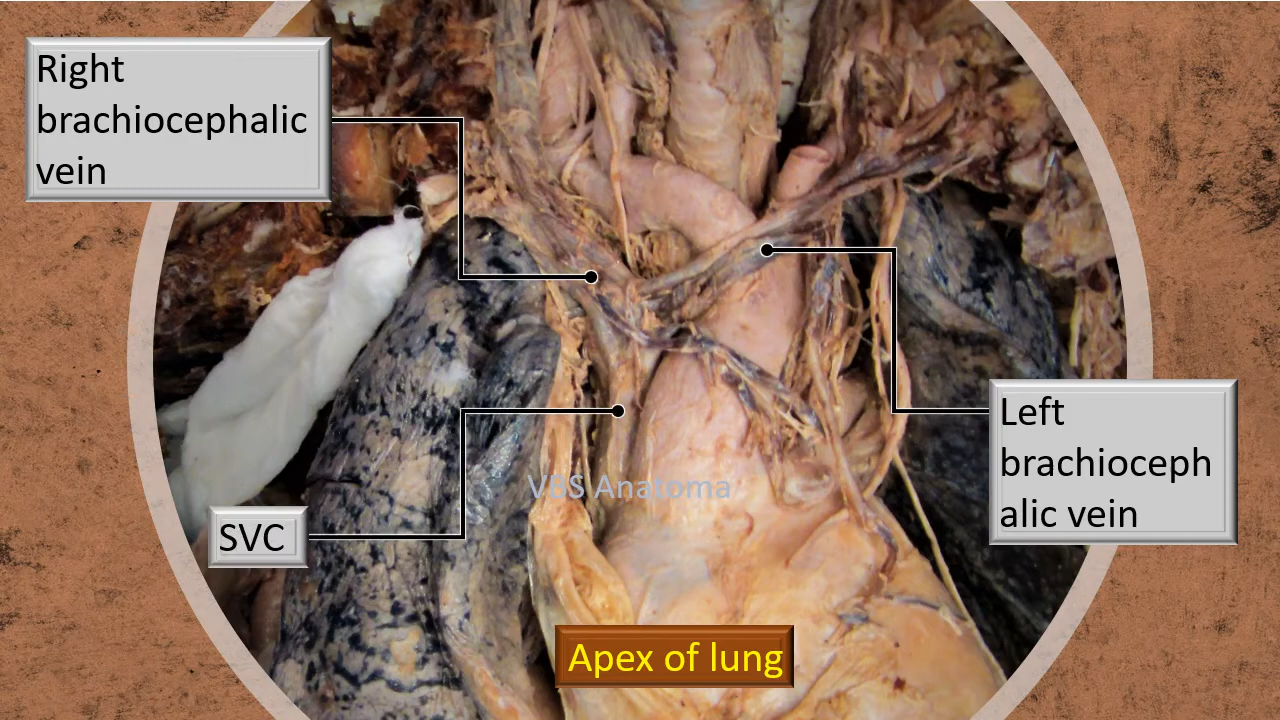 Right
brachiocephalic
vein
Left
brachioceph
alic vein
VBS Anatoma
SVC
Apex of lung